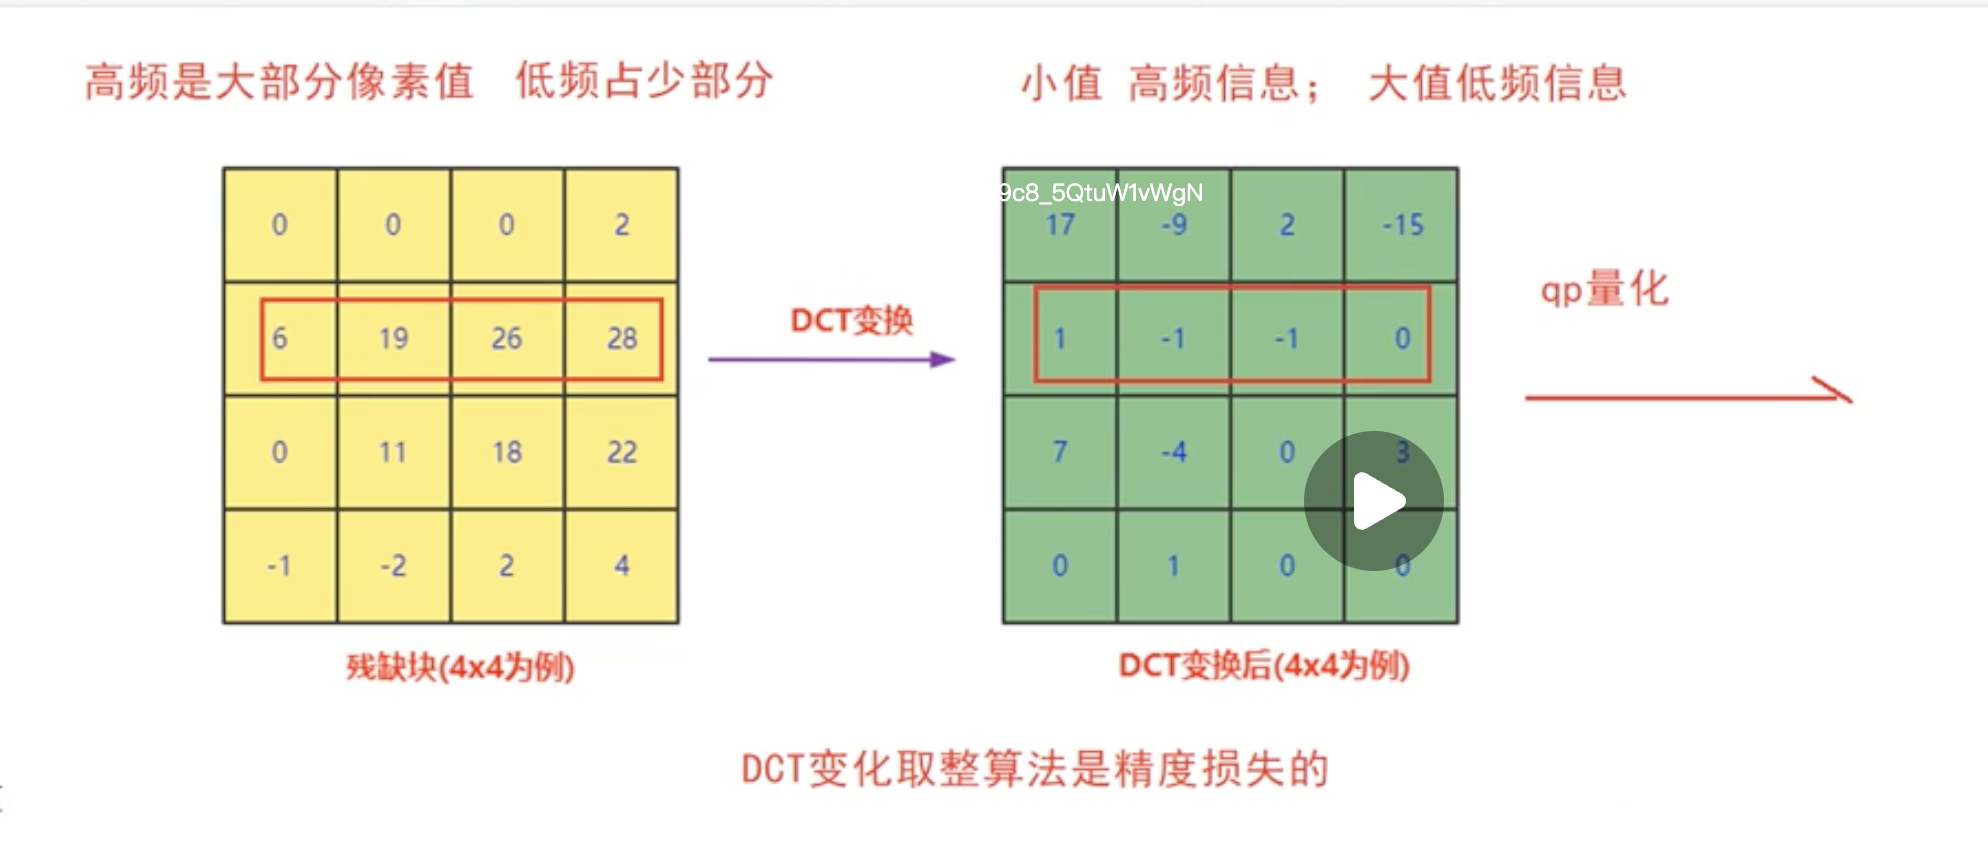 高频是大部分像素值 低频占少部分
小值 高频信息； 大值低频信息
9c8_5QtuW1vWgN
0 0 0 2
6 19 26 28
0 11 18 22
-1 -2 2 4
DCT变换
17 -9 2 -15
1 -1 -1 0
7 -4 0 3
0 1 0 0
qp量化
残缺块(4x4为例)
DCT变换后(4x4为例)
DCT变化取整算法是精度损失的